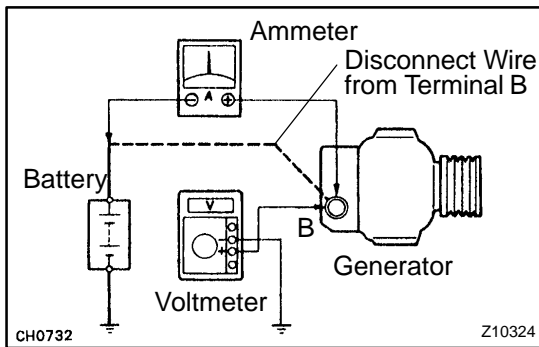 Ammeter
Disconnect Wire
from Terminal B
A
Battery
V
B
Generator
Voltmeter
CH0732
Z10324